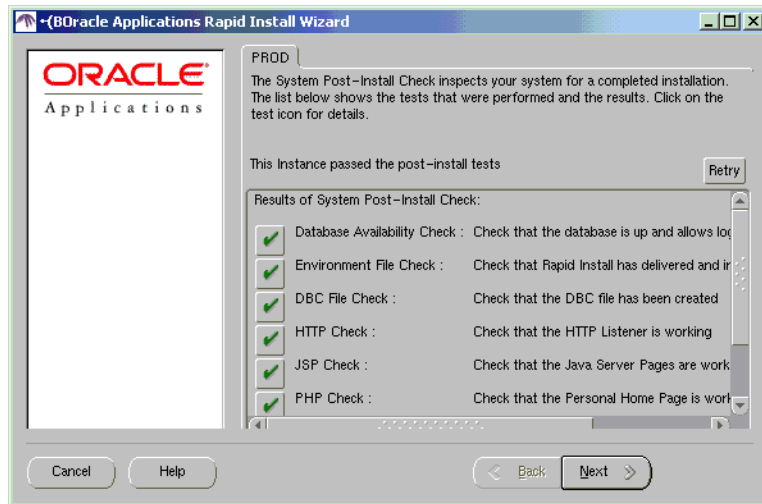 •{BOracle Applications Rapid Install Wizard
ORACLE
Applications
PROD
The System Post-Install Check inspects your system for a completed installation.
The list below shows the tests that were performed and the results. Click on the
test icon for details.
This Instance passed the post-install tests
Retry
Results of System Post-Install Check:
Database Availability Check : Check that the database is up and allows log
Environment File Check : Check that Rapid Install has delivered and in
DBC File Check : Check that the DBC file has been created
HTTP Check : Check that the HTTP Listener is working
JSP Check : Check that the Java Server Pages are work
PHP Check : Check that the Personal Home Page is work
Cancel Help Back Next